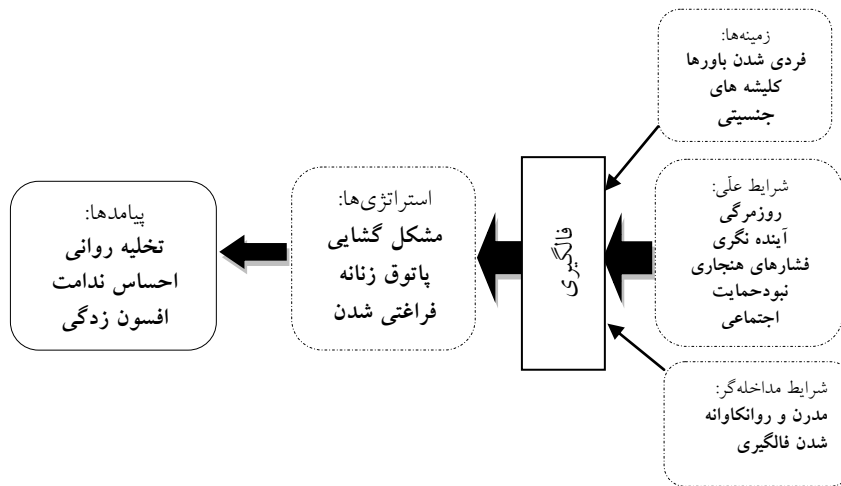 زمینه‌ها:
فردی شدن باورها
کلیشه های
جنسیتی
شرایط علّی:
روزمرگی
آینده نگری
فشارهای هنجاری
نبودحمایت
اجتماعی
شرایط مداخله‌گر:
مدرن و روانکاوانه
شدن فالگیری
فالگیری
استراتژی‌ها:
مشکل گشایی
پاتوق زنانه
فراغتی شدن
پیامدها:
تخلیه روانی
احساس ندامت
افسون زدگی